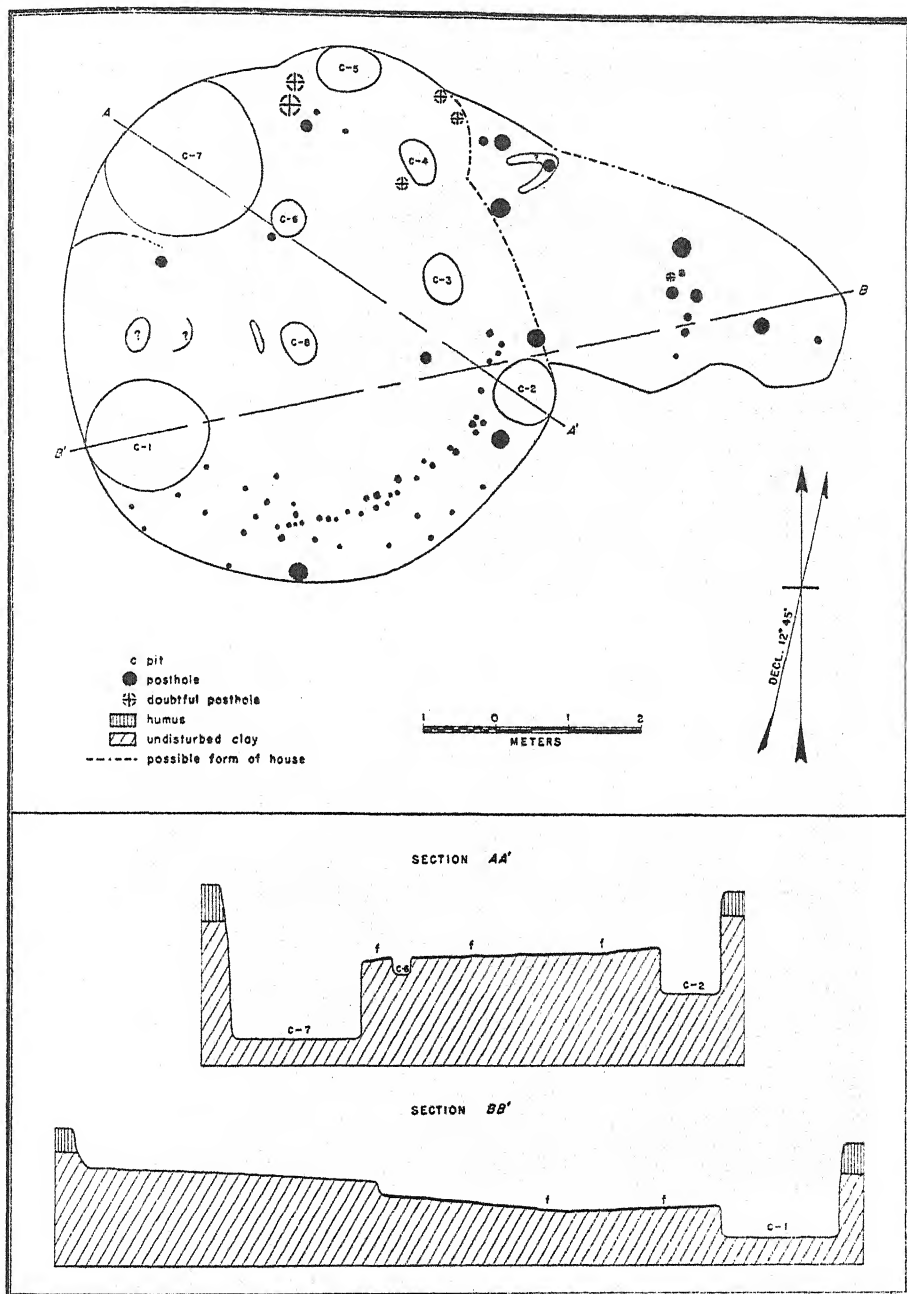 C-5
A
C-7
C-4
?
C-6
C-3
B
?
?
C-8
C-2
B'
C-1
A'
c pit
posthole
doubtful posthole
humus
undisturbed clay
possible form of house
1 0 1 2
METERS
DECL. 12° 45'
SECTION AA'
f f f
C-6
C-2
C-7
SECTION BB'
f f
C-1